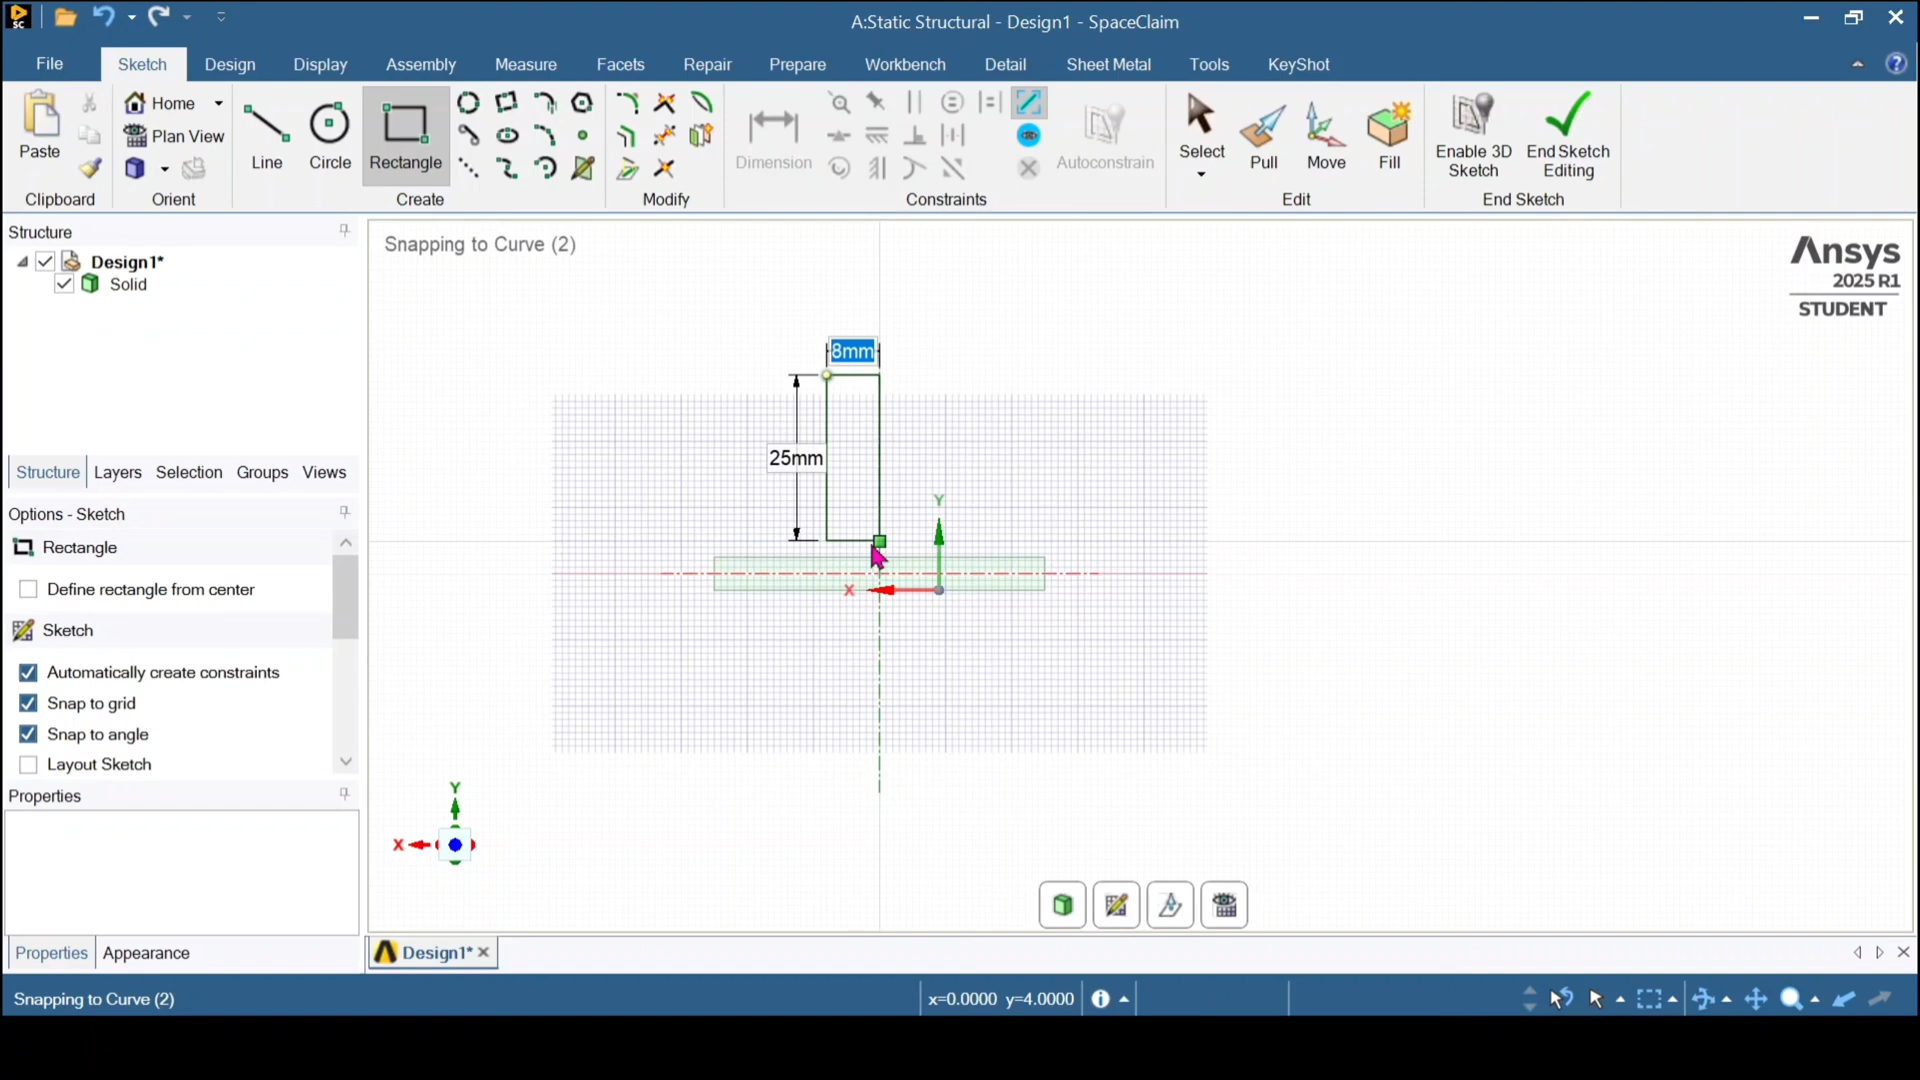 SC
A:Static Structural - Design1 - SpaceClaim
File
Sketch
Design
Display
Assembly
Measure
Facets
Repair
Prepare
Workbench
Detail
Sheet Metal
Tools
KeyShot
Paste
Home
Plan View
Line
Circle
Rectangle
Dimension
Autoconstrain
Select
Pull
Move
Fill
Enable 3D
Sketch
End Sketch
Editing
Clipboard
Orient
Create
Modify
Constraints
Edit
End Sketch
Structure
Design1*
Solid
Structure
Layers
Selection
Groups
Views
Options - Sketch
Rectangle
Define rectangle from center
Sketch
Automatically create constraints
Snap to grid
Snap to angle
Layout Sketch
Properties
Properties
Appearance
Snapping to Curve (2)
Ansys
2025 R1
STUDENT
8mm
25mm
Y
X
Y
X
Design1*
Snapping to Curve (2)
x=0.0000 y=4.0000